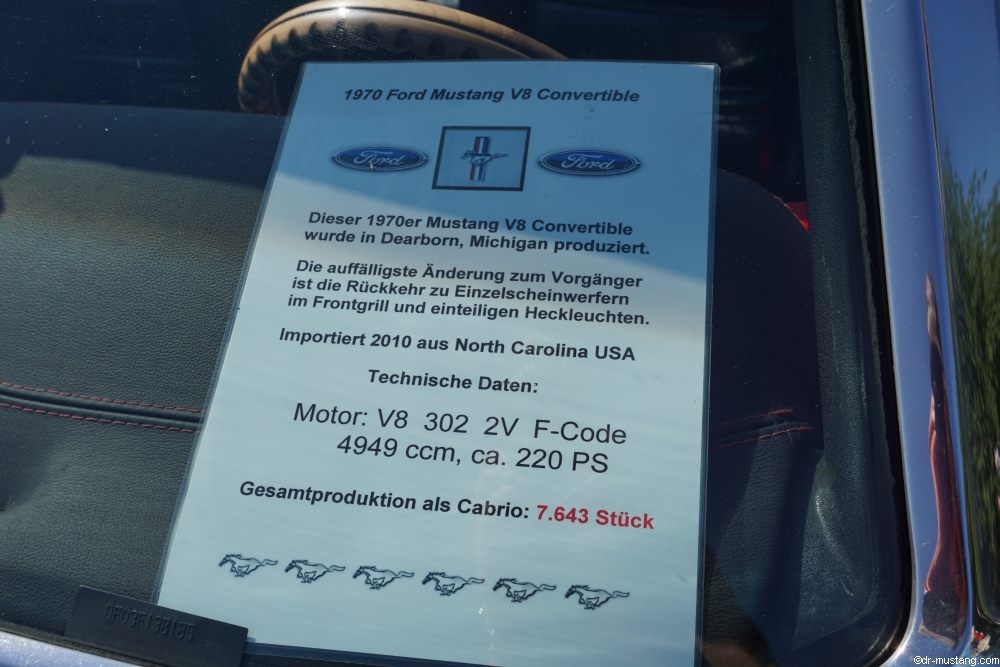 1970 Ford Mustang V8 Convertible
Ford
Ford
Dieser 1970er Mustang V8 Convertible
wurde in Dearborn, Michigan produziert.
Die auffälligste Änderung zum Vorgänger
ist die Rückkehr zu Einzelscheinwerfern
im Frontgrill und einteiligen Heckleuchten.
Importiert 2010 aus North Carolina USA
Technische Daten:
Motor: V8 302 2V F-Code
4949 ccm, ca. 220 PS
Gesamtproduktion als Cabrio: 7.643 Stück
©dr-mustang.com